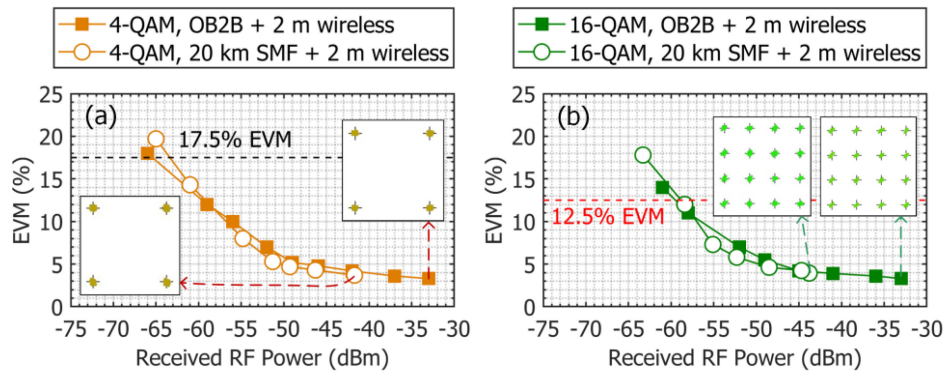 4-QAM, OB2B + 2 m wireless
4-QAM, 20 km SMF + 2 m wireless
(a)
17.5% EVM
EVM (%)
25
20
15
10
5
0
-75 -70 -65 -60 -55 -50 -45 -40 -35 -30
Received RF Power (dBm)
16-QAM, OB2B + 2 m wireless
16-QAM, 20 km SMF + 2 m wireless
(b)
12.5% EVM
EVM (%)
25
20
15
10
5
0
-75 -70 -65 -60 -55 -50 -45 -40 -35 -30
Received RF Power (dBm)